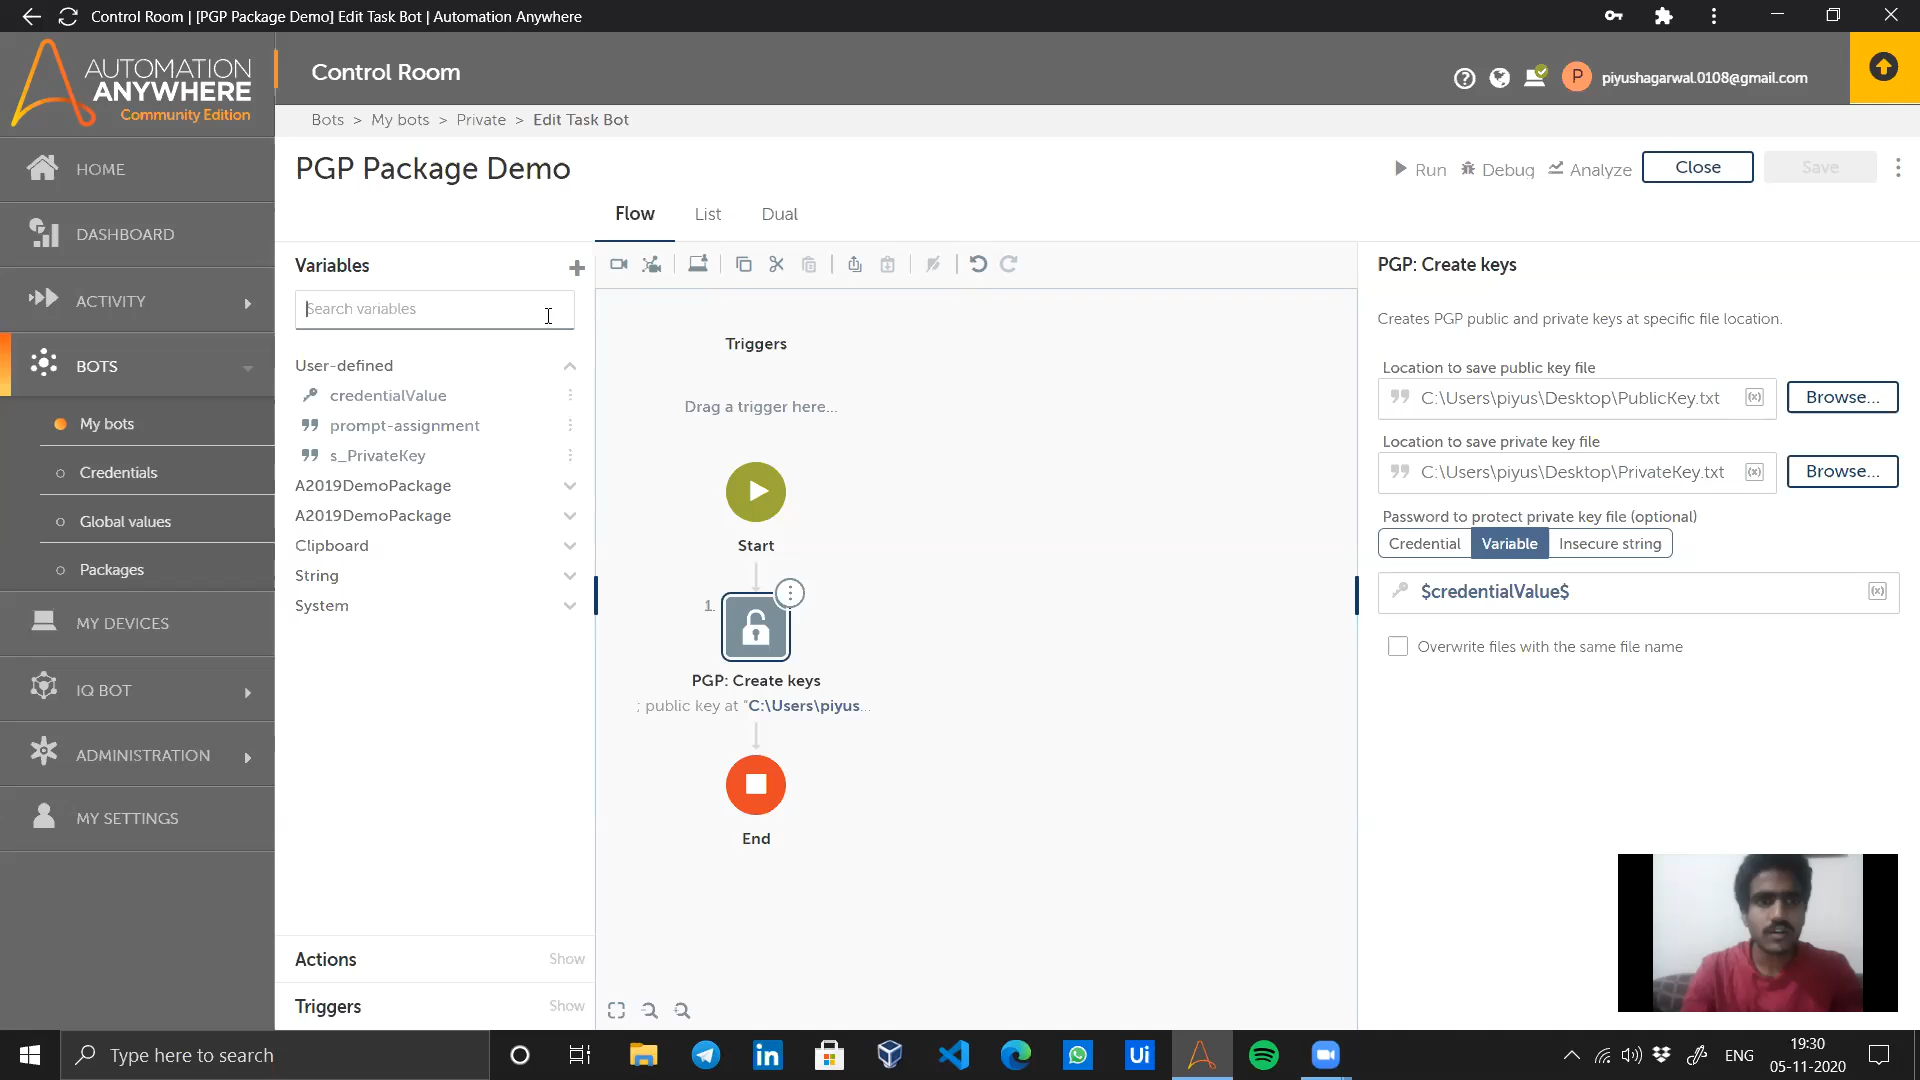 Control Room | [PGP Package Demo] Edit Task Bot | Automation Anywhere
AUTOMATION
ANYWHERE
Community Edition
Control Room
P
piyushagarwal.0108@gmail.com
Bots > My bots > Private > Edit Task Bot
HOME
DASHBOARD
ACTIVITY
BOTS
My bots
Credentials
Global values
Packages
MY DEVICES
IQ BOT
ADMINISTRATION
MY SETTINGS
PGP Package Demo
Run
Debug
Analyze
Close
Save
Flow
List
Dual
Variables
Search variables
User-defined
credentialValue
prompt-assignment
s_PrivateKey
A2019DemoPackage
A2019DemoPackage
Clipboard
String
System
Actions
Show
Triggers
Show
Triggers
Drag a trigger here...
Start
1.
PGP: Create keys
; public key at "C:\Users\piyus...
End
PGP: Create keys
Creates PGP public and private keys at specific file location.
Location to save public key file
C:\Users\piyus\Desktop\PublicKey.txt
(x)
Browse...
Location to save private key file
C:\Users\piyus\Desktop\PrivateKey.txt
(x)
Browse...
Password to protect private key file (optional)
Credential
Variable
Insecure string
$credentialValue$
(x)
Overwrite files with the same file name
Type here to search
in
Ui
ENG
19:30
05-11-2020